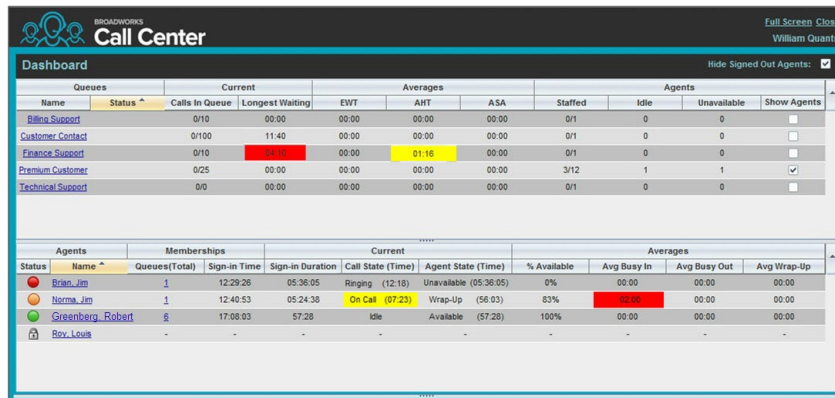 BROADWORKS
Call Center
Full Screen Clos
William Quant
Dashboard
Hide Signed Out Agents:
Queues Current Averages Agents
Name Status Calls In Queue Longest Waiting EWT AHT ASA Staffed Idle Unavailable Show Agents
Billing Support 0/10 00:00 00:00 00:00 00:00 0/1 0 0
Customer Contact 0/100 11:40 00:00 00:00 00:00 0/1 0 0
Finance Support 0/10 00:00 01:16 00:00 0/1 0 0
Premium Customer 0/25 00:00 00:00 00:00 00:00 3/12 1 1
Technical Support 0/0 00:00 00:00 00:00 00:00 0/1 0 0
Agents Memberships Current Averages
Status Name Queues(Total) Sign-in Time Sign-in Duration Call State (Time) Agent State (Time) % Available Avg Busy In Avg Busy Out Avg Wrap-Up
Brian, Jim 1 12:29:26 05:36:05 Ringing (12:18) Unavailable (05:36:05) 0% 00:00 00:00 00:00
Norma, Jim 1 12:40:53 05:24:38 On Call (07:23) Wrap-Up (56:03) 83% 02:00 00:00 00:00
Greenberg, Robert 6 17:08:03 57:28 Idle Available (57:28) 100% 00:00 00:00 00:00
Roy, Louis - - - - - - - - -